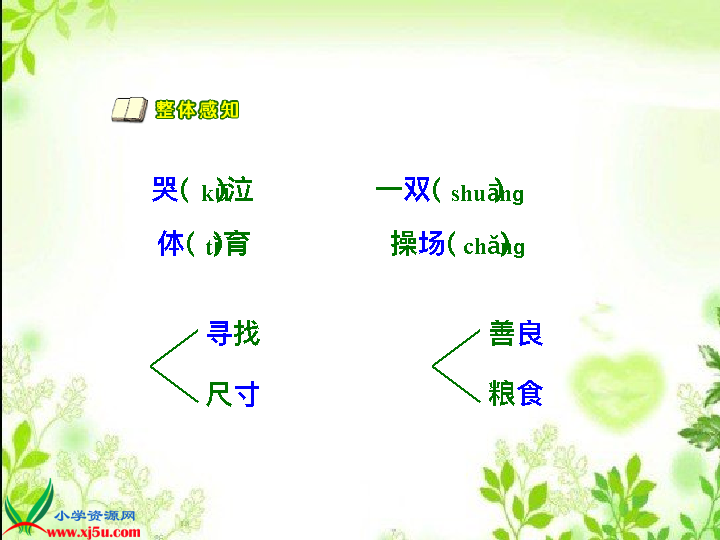 整体感知
哭( kū)泣 一双( shuāng)
体( tǐ)育 操场( chǎng)
寻找 善良
尺寸 粮食
小学资源网
www.xj5u.com